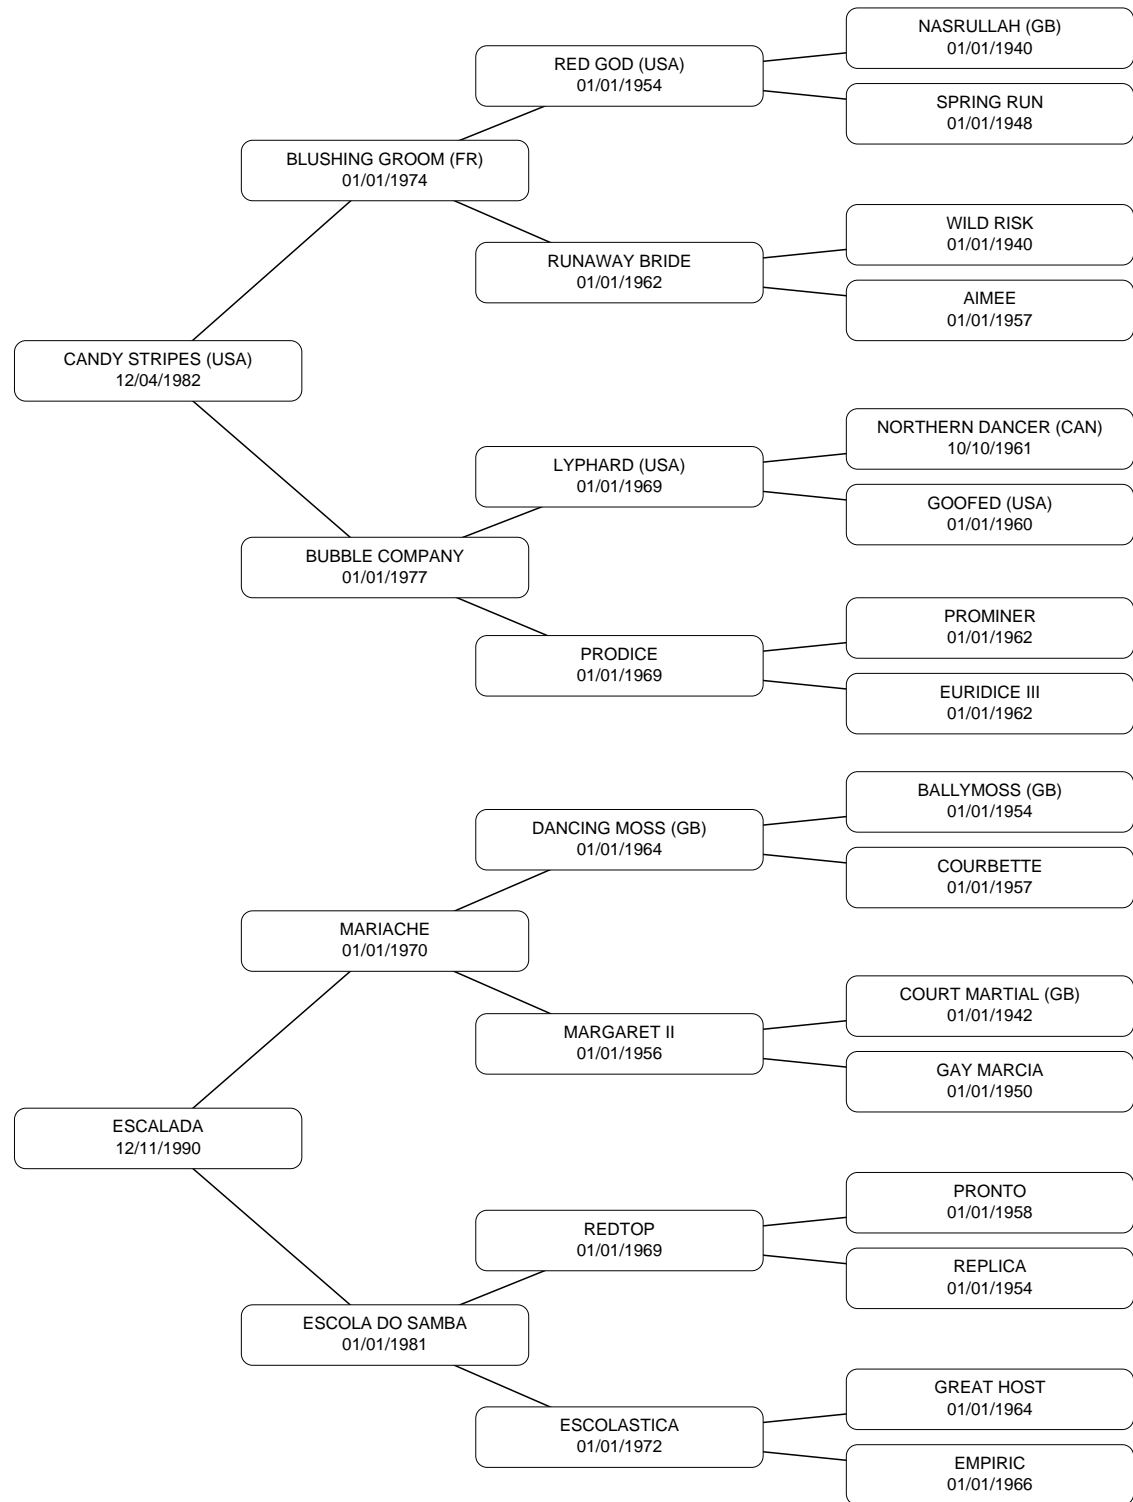 NASRULLAH (GB)
01/01/1940
RED GOD (USA)
01/01/1954
SPRING RUN
01/01/1948
BLUSHING GROOM (FR)
01/01/1974
WILD RISK
01/01/1940
RUNAWAY BRIDE
01/01/1962
AIMEE
01/01/1957
CANDY STRIPES (USA)
12/04/1982
NORTHERN DANCER (CAN)
10/10/1961
LYPHARD (USA)
01/01/1969
GOOFED (USA)
01/01/1960
BUBBLE COMPANY
01/01/1977
PROMINER
01/01/1962
PRODICE
01/01/1969
EURIDICE III
01/01/1962
BALLYMOSS (GB)
01/01/1954
DANCING MOSS (GB)
01/01/1964
COURBETTE
01/01/1957
MARIACHE
01/01/1970
COURT MARTIAL (GB)
01/01/1942
MARGARET II
01/01/1956
GAY MARCIA
01/01/1950
ESCALADA
12/11/1990
PRONTO
01/01/1958
REDTOP
01/01/1969
REPLICA
01/01/1954
ESCOLA DO SAMBA
01/01/1981
GREAT HOST
01/01/1964
ESCOLASTICA
01/01/1972
EMPIRIC
01/01/1966